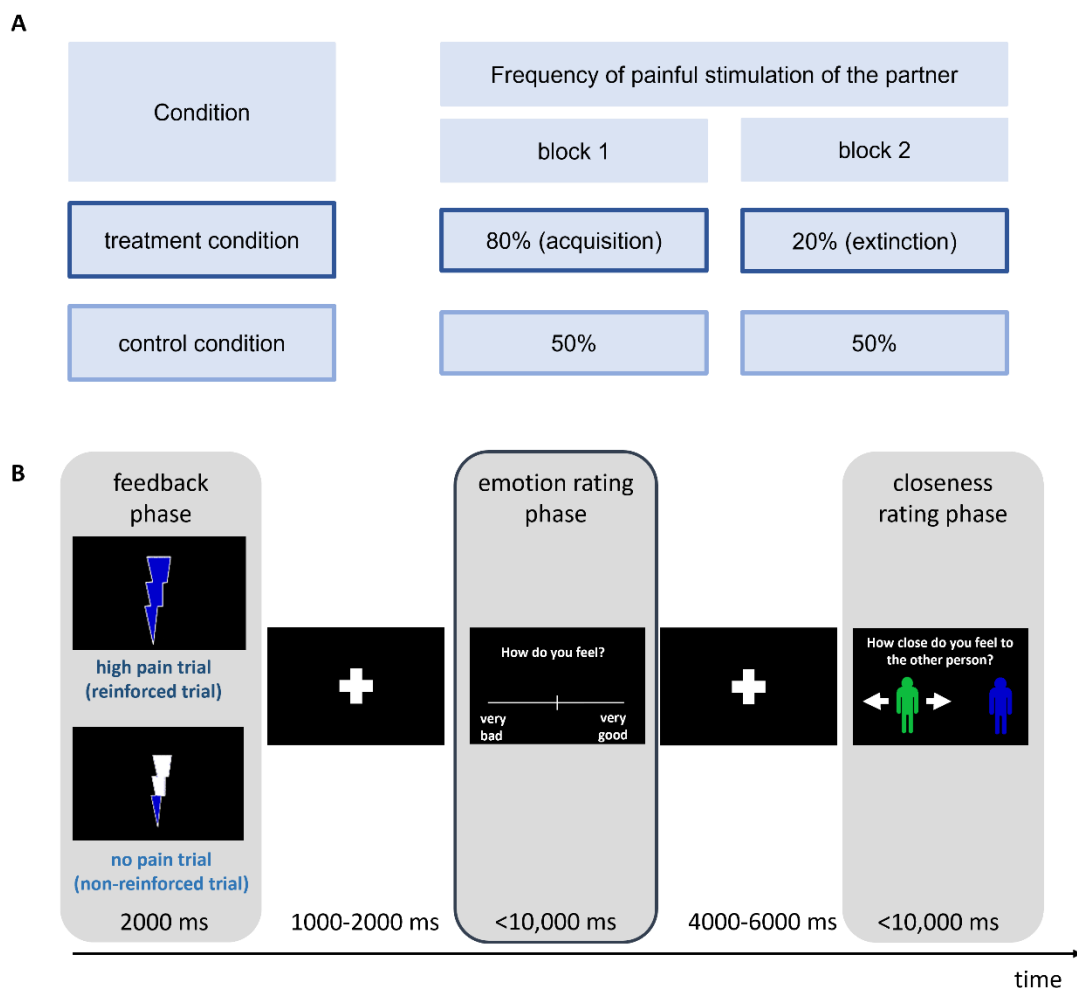 A
Condition
Frequency of painful stimulation of the partner
block 1
block 2
treatment condition
80% (acquisition)
20% (extinction)
control condition
50%
50%
B
feedback
phase
high pain trial
(reinforced trial)
no pain trial
(non-reinforced trial)
2000 ms
1000-2000 ms
emotion rating
phase
How do you feel?
very
bad
very
good
<10,000 ms
4000-6000 ms
closeness
rating phase
How close do you feel to
the other person?
<10,000 ms
time